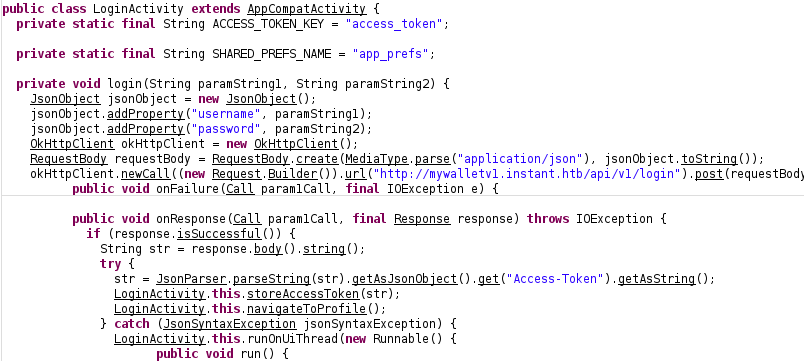 public class LoginActivity extends AppCompatActivity {
private static final String ACCESS_TOKEN_KEY = "access_token";
private static final String SHARED_PREFS_NAME = "app_prefs";
private void login(String paramString1, String paramString2) {
JsonObject jsonObject = new JsonObject();
jsonObject.addProperty("username", paramString1);
jsonObject.addProperty("password", paramString2);
OkHttpClient okHttpClient = new OkHttpClient();
RequestBody requestBody = RequestBody.create(MediaType.parse("application/json"), jsonObject.toString());
okHttpClient.newCall((new Request.Builder()).url("http://mywalletv1.instant.htb/api/v1/login").post(requestBody
public void onFailure(Call param1Call, final IOException e) {
public void onResponse(Call param1Call, final Response response) throws IOException {
if (response.isSuccessful()) {
String str = response.body().string();
try {
str = JsonParser.parseString(str).getAsJsonObject().get("Access-Token").getAsString();
LoginActivity.this.storeAccessToken(str);
LoginActivity.this.navigateToProfile();
} catch (JsonSyntaxException jsonSyntaxException) {
LoginActivity.this.runOnUiThread(new Runnable() {
public void run() {